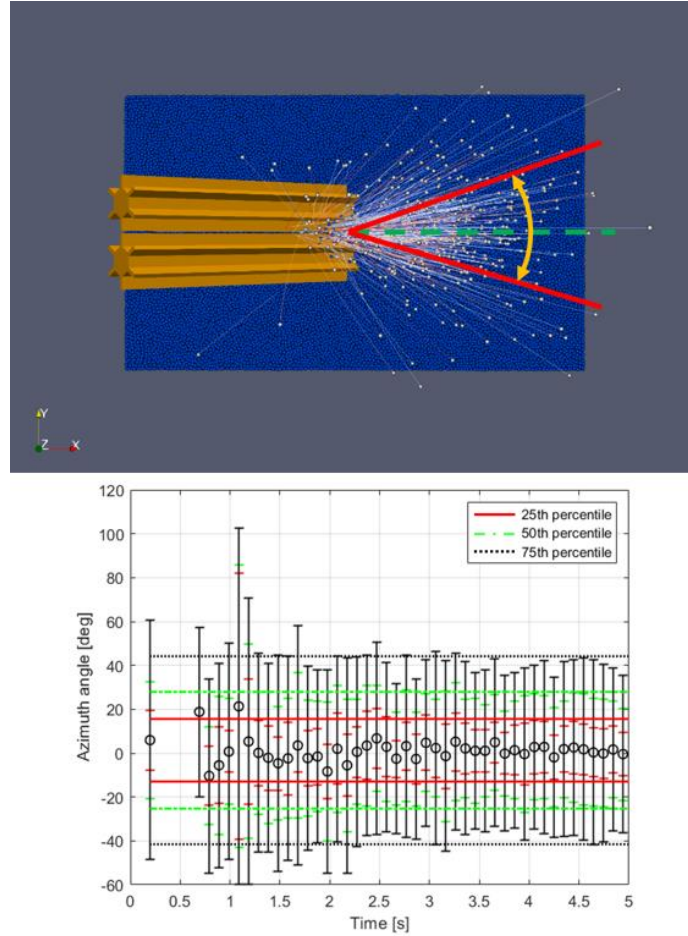 Y
Z
X
120
100
80
60
40
20
0
-20
-40
-60
Azimuth angle [deg]
25th percentile
50th percentile
75th percentile
0 0.5 1 1.5 2 2.5 3 3.5 4 4.5 5
Time [s]